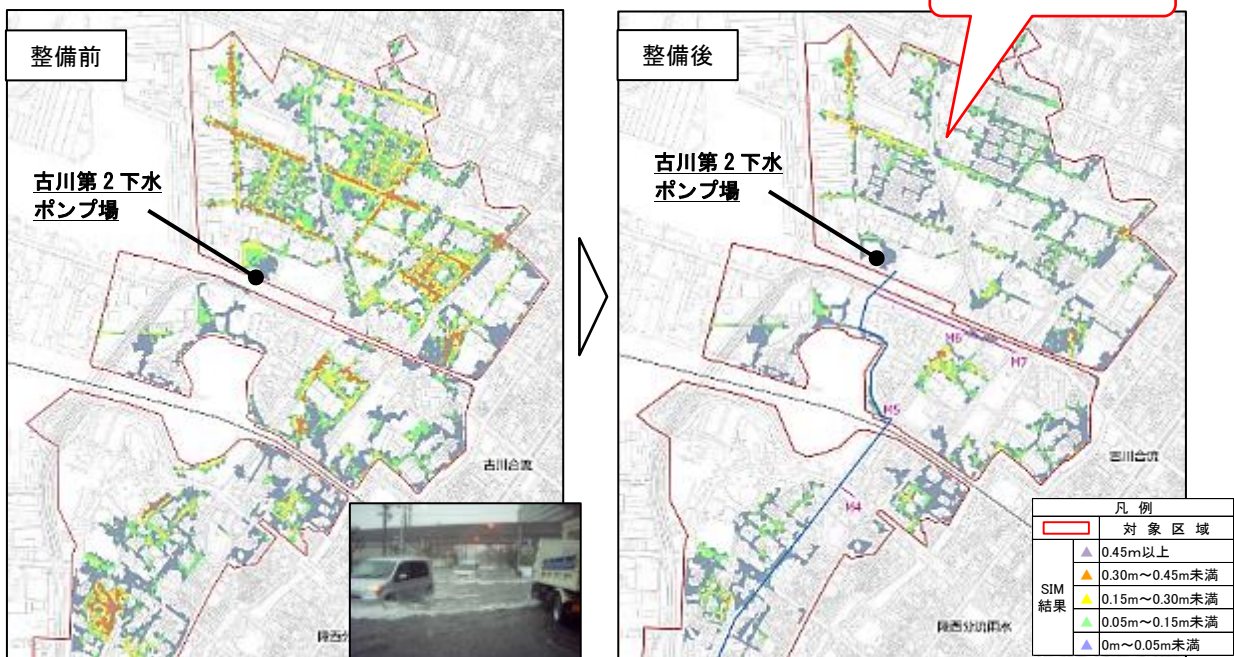 整備前
古川第2下水
ポンプ場
古川合流
整備後
古川第2下水
ポンプ場
M6
M7
M5
M4
古川合流
凡例
対象区域
SIM
結果
0.45m以上
0.30m～0.45m未満
0.15m～0.30m未満
0.05m～0.15m未満
0m～0.05m未満